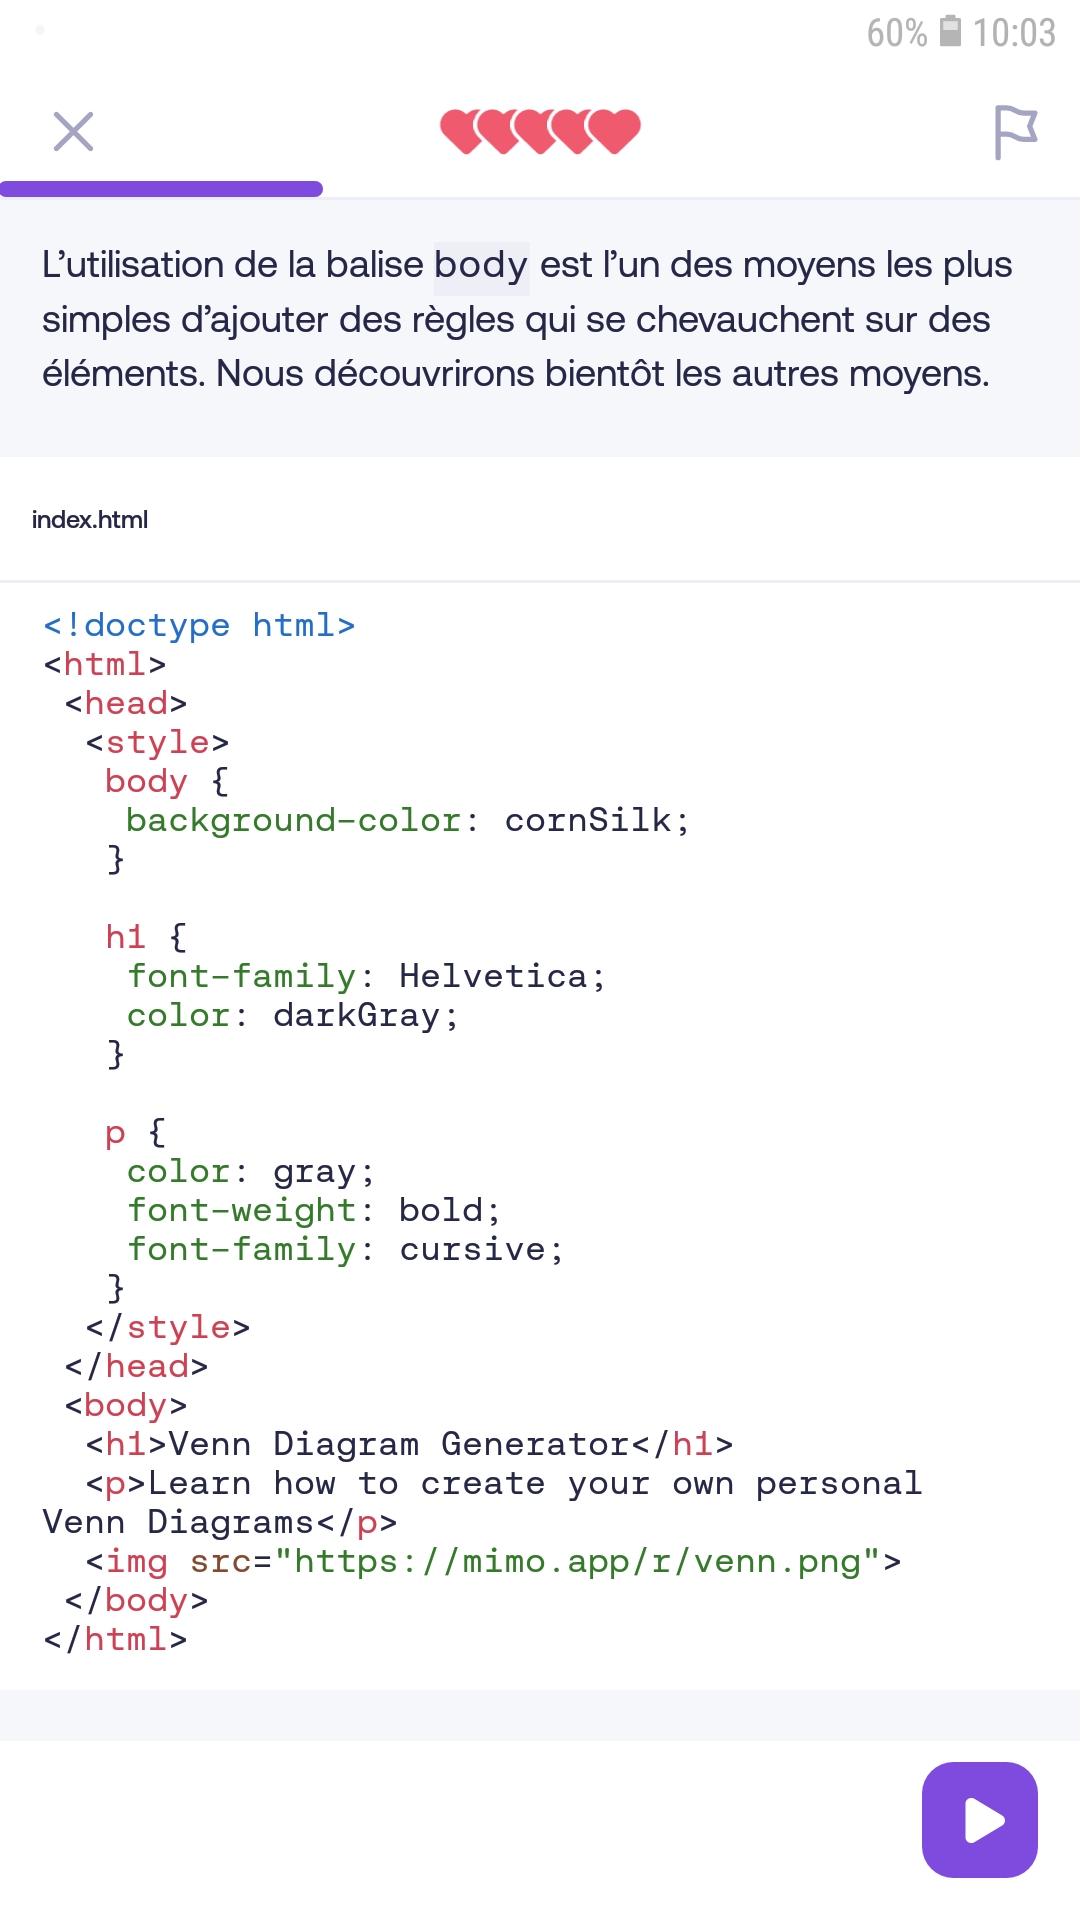 60% 10:03
L’utilisation de la balise body est l’un des moyens les plus
simples d’ajouter des règles qui se chevauchent sur des
éléments. Nous découvrirons bientôt les autres moyens.
index.html
<!doctype html>
<html>
 <head>
  <style>
   body {
    background-color: cornSilk;
   }

   h1 {
    font-family: Helvetica;
    color: darkGray;
   }

   p {
    color: gray;
    font-weight: bold;
    font-family: cursive;
   }
  </style>
 </head>
 <body>
  <h1>Venn Diagram Generator</h1>
  <p>Learn how to create your own personal
Venn Diagrams</p>
  <img src="https://mimo.app/r/venn.png">
 </body>
</html>